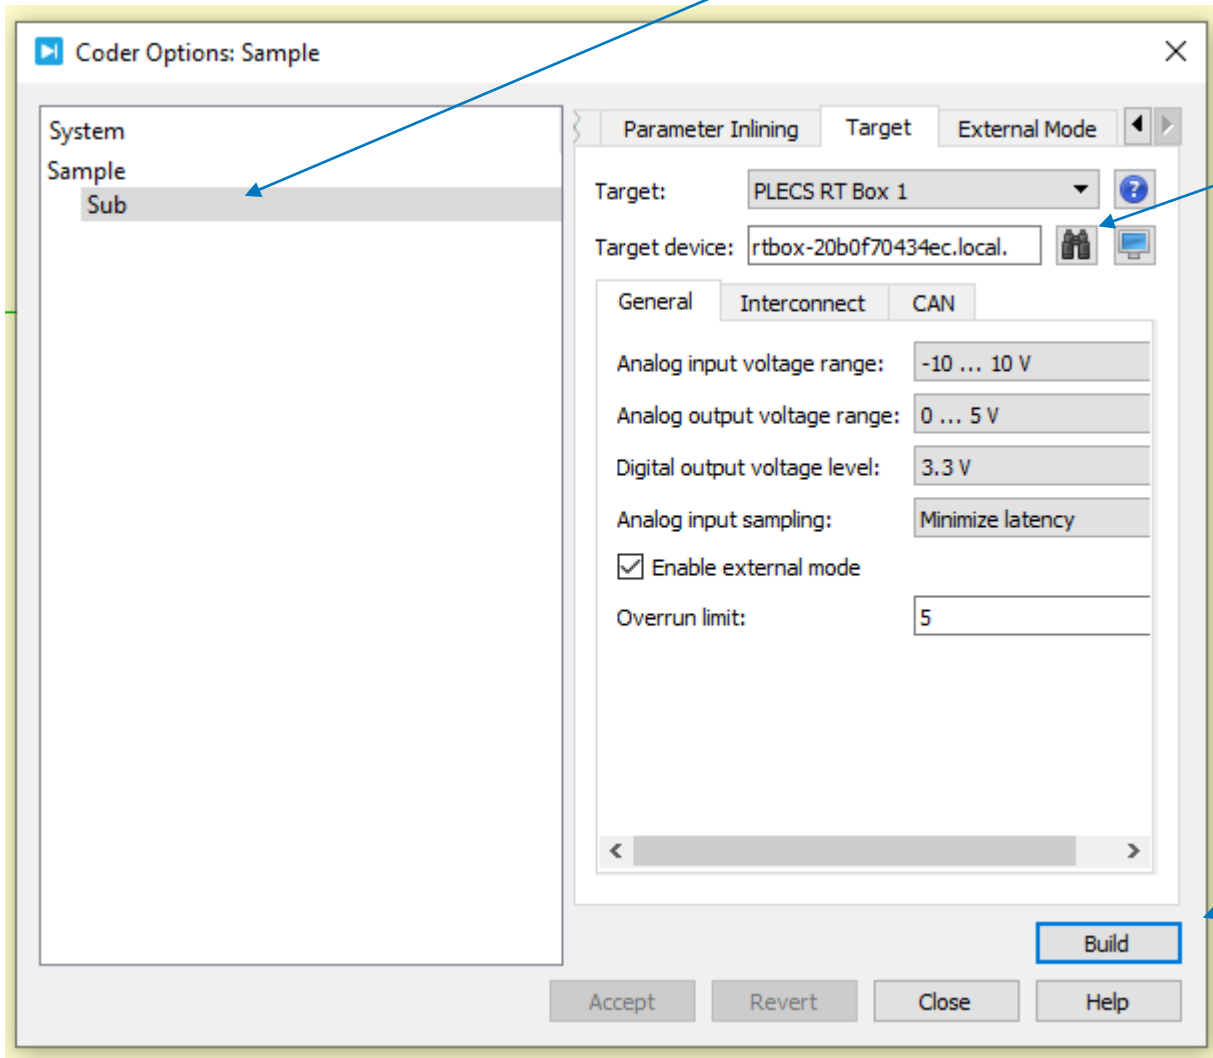 Coder Options: Sample
System
Sample
Sub
Parameter Inlining Target External Mode
Target: PLECS RT Box 1
Target device: rtbox-20b0f70434ec.local.
General Interconnect CAN
Analog input voltage range: -10 ... 10 V
Analog output voltage range: 0 ... 5 V
Digital output voltage level: 3.3 V
Analog input sampling: Minimize latency
Enable external mode
Overrun limit: 5
Build
Accept Revert Close Help